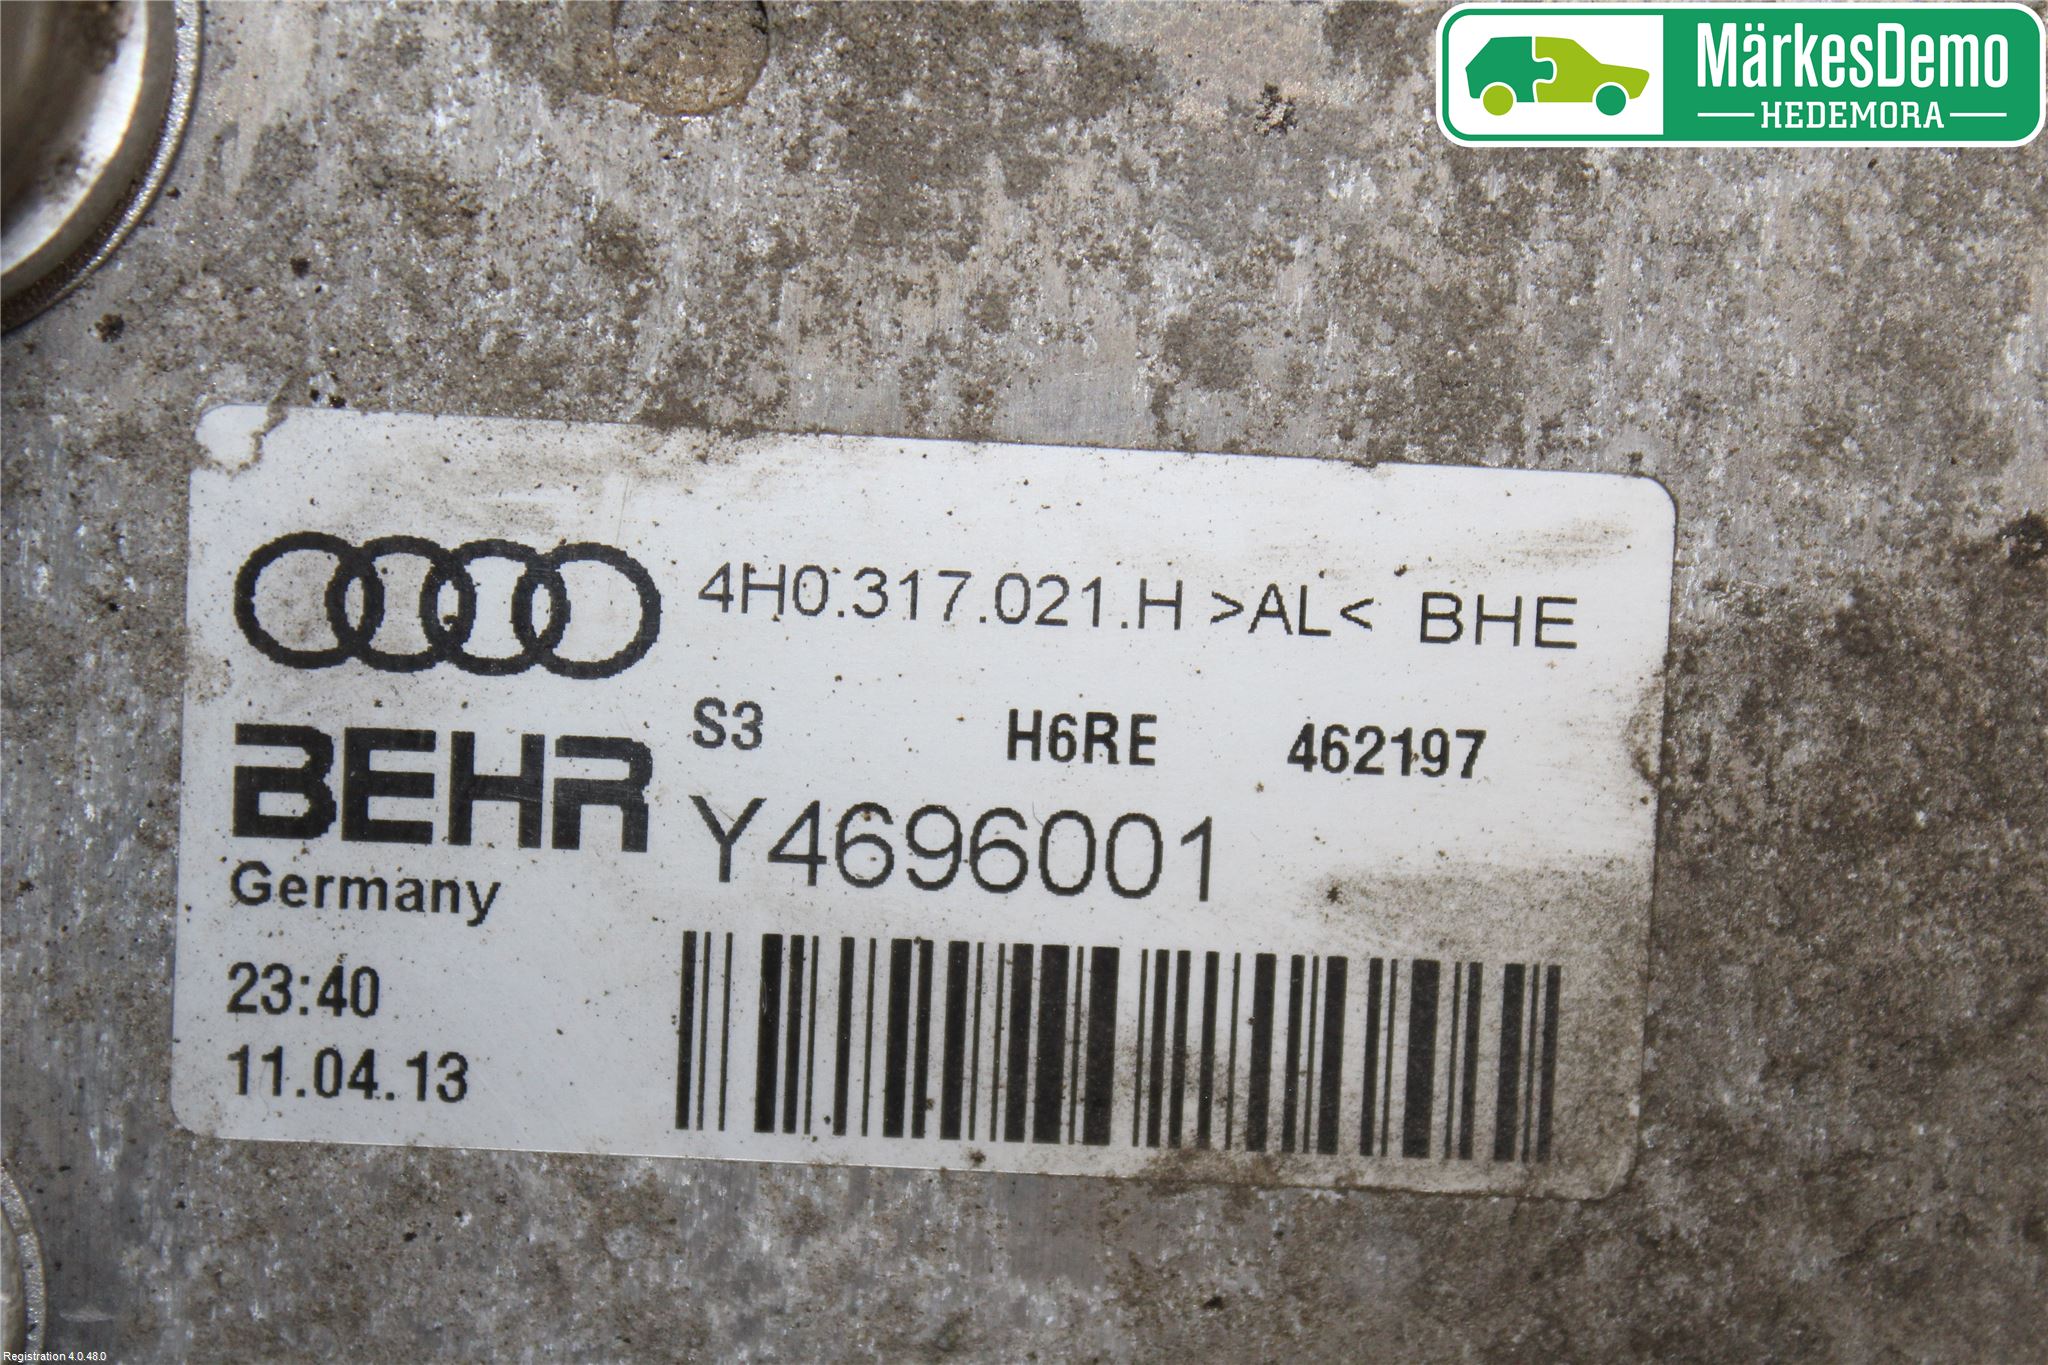 MärkesDemo
HEDEMORA
4H0.317.021.H >AL< BHE
S3 H6RE 462197
BEHR
Y4696001
Germany
23:40
11.04.13
Registration 4.0.48.0